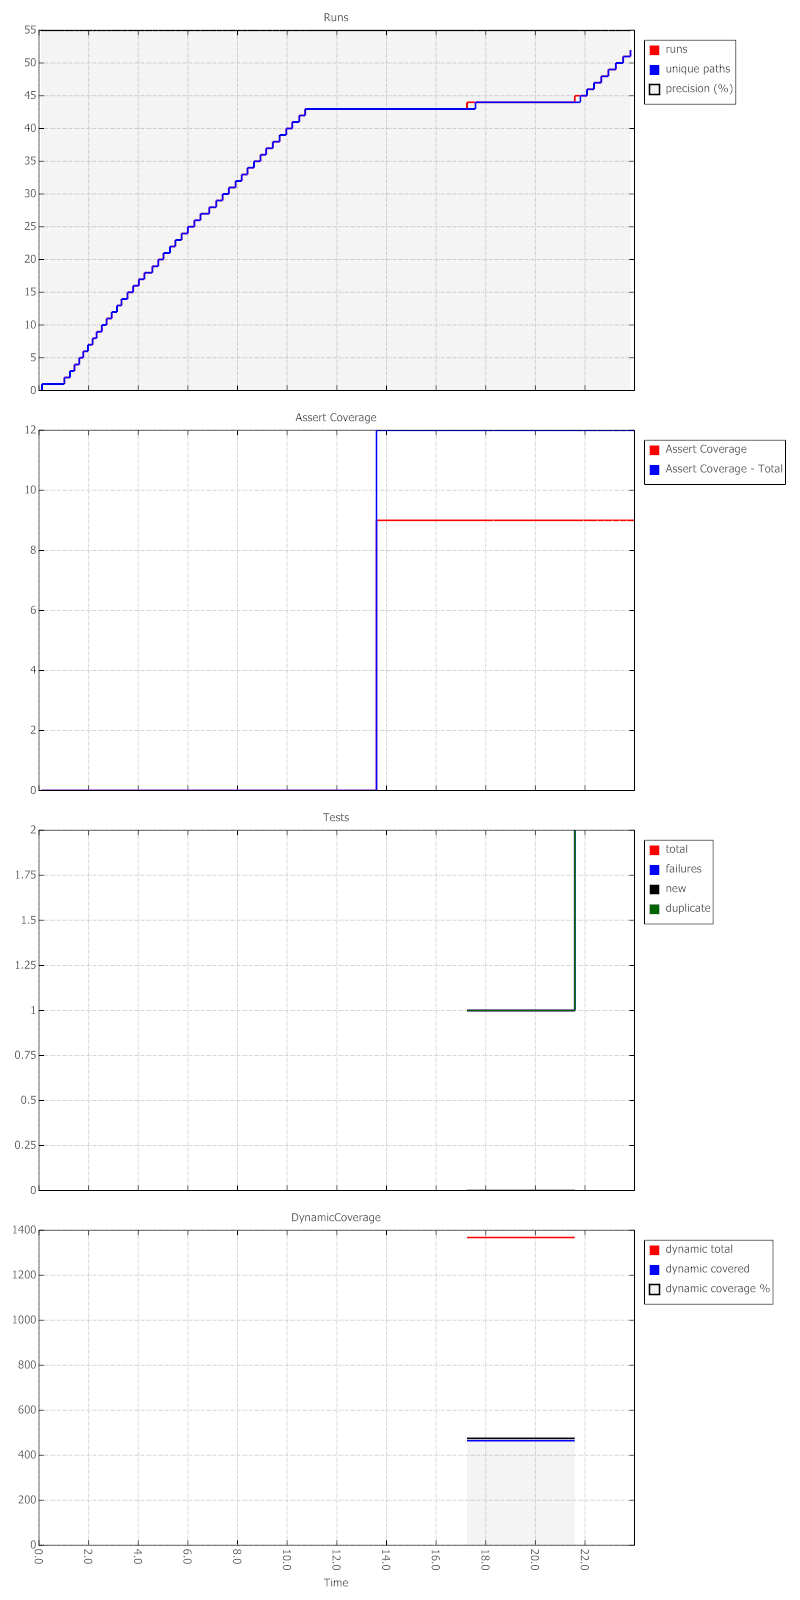 Runs
55
50
45
40
35
30
25
20
15
10
5
0
runs
unique paths
precision (%)
Assert Coverage
12
10
8
6
4
2
0
Assert Coverage
Assert Coverage - Total
Tests
2
1.75
1.5
1.25
1
0.75
0.5
0.25
0
total
failures
new
duplicate
DynamicCoverage
1400
1200
1000
800
600
400
200
0
dynamic total
dynamic covered
dynamic coverage %
0.0 2.0 4.0 6.0 8.0 10.0 12.0 14.0 16.0 18.0 20.0 22.0
Time